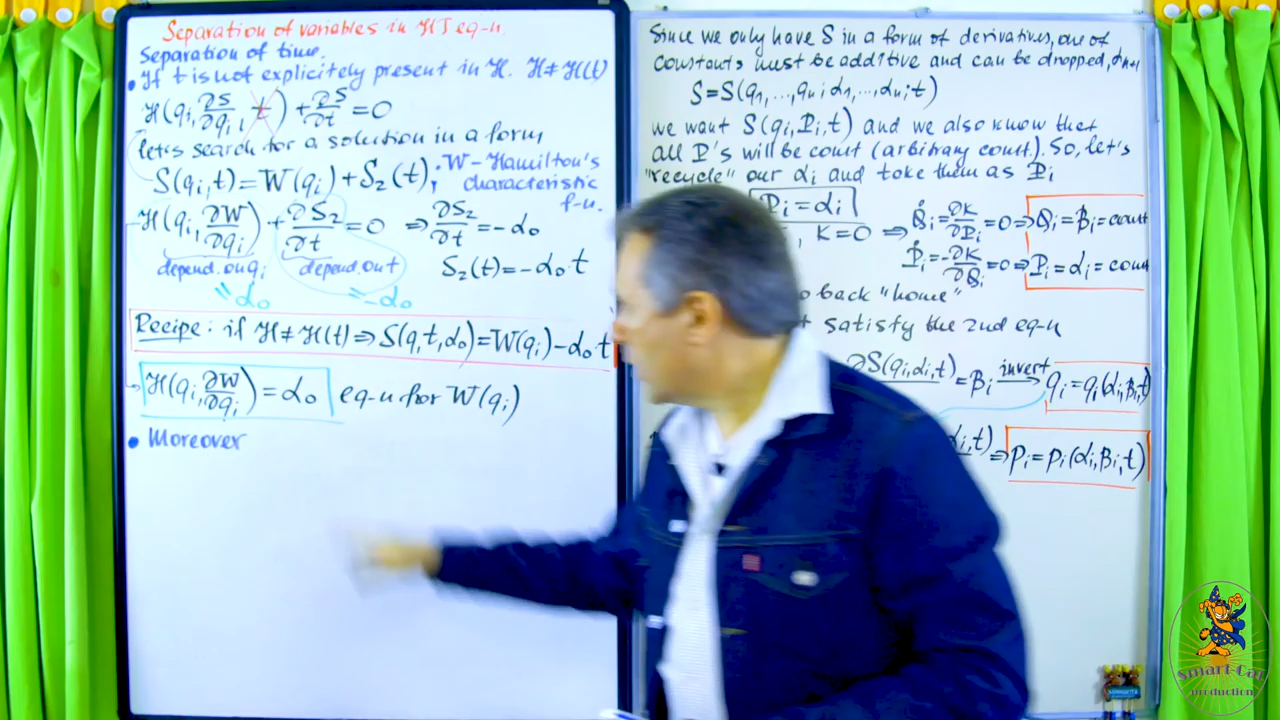 Separation of variables in HJ eq-n.
Separation of time.
• If t is not explicitely present in ℋ. ℋ≠ℋ(t)
ℋ(qᵢ, ∂S/∂qᵢ, t) + ∂S/∂t = 0
let's search for a solution in a form
S(qᵢ,t)=W(qᵢ)+S₂(t); • W – Hamilton's
characteristic
f-n.
ℋ(qᵢ, ∂W/∂qᵢ) + ∂S₂/∂t = 0 ⇒ ∂S₂/∂t = -α₀
depend. on qᵢ depend. on t S₂(t)=-α₀·t
"α₀ =-α₀
Recipe: if ℋ≠ℋ(t) ⇒ S(q,t,α₀)=W(qᵢ)-α₀·t
ℋ(qᵢ, ∂W/∂qᵢ)=α₀ eq-n for W(qᵢ)
• Moreover
Since we only have S in a form of derivatives, one of
constants must be additive and can be dropped, αₙ₊₁
S=S(q₁,...,qₙ; α₁,...,αₙ; t)
we want S(qᵢ,Pᵢ,t) and we also know that
all P's will be const (arbitrary const.). So, let's
"recycle" our αᵢ and take them as Pᵢ
Pᵢ=αᵢ
, K=0 ⇒ Q̇ᵢ=∂K/∂Pᵢ=0 ⇒ Qᵢ=βᵢ=const
Ṗᵢ=-∂K/∂Qᵢ=0 ⇒ Pᵢ=αᵢ=con
o back "home"
t satisfy the 2nd eq-n
∂S(qᵢ,αᵢ,t) = βᵢ invert→ qᵢ=qᵢ(αᵢ,βᵢ,t)
αᵢ,t) ⇒ pᵢ=pᵢ(αᵢ,βᵢ,t)
Smart-Cat
production